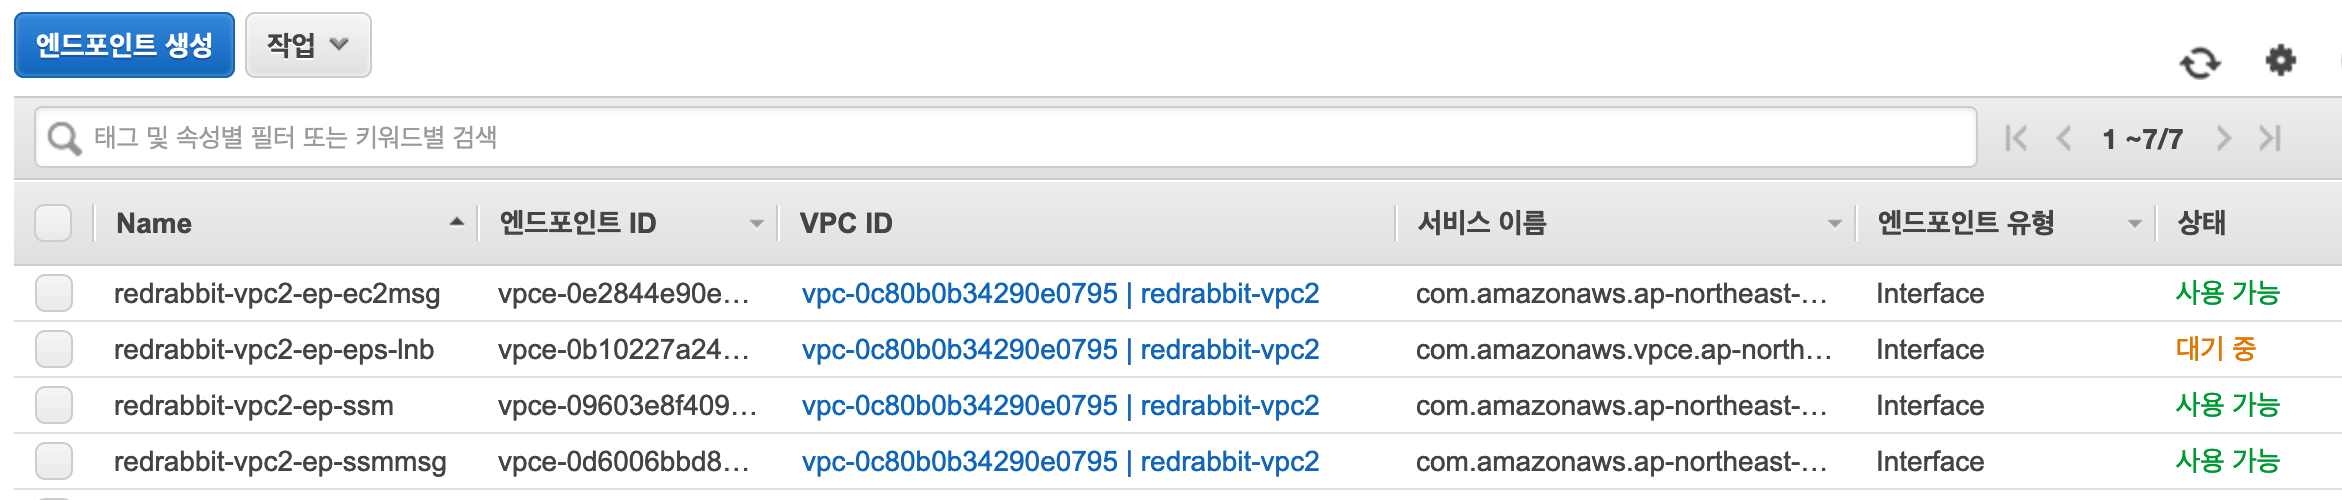 엔드포인트 생성 작업
태그 및 속성별 필터 또는 키워드별 검색 1 ~7/7
Name 엔드포인트 ID VPC ID 서비스 이름 엔드포인트 유형 상태
redrabbit-vpc2-ep-ec2msg vpce-0e2844e90e... vpc-0c80b0b34290e0795 | redrabbit-vpc2 com.amazonaws.ap-northeast-... Interface 사용 가능
redrabbit-vpc2-ep-eps-lnb vpce-0b10227a24... vpc-0c80b0b34290e0795 | redrabbit-vpc2 com.amazonaws.vpce.ap-north... Interface 대기 중
redrabbit-vpc2-ep-ssm vpce-09603e8f409... vpc-0c80b0b34290e0795 | redrabbit-vpc2 com.amazonaws.ap-northeast-... Interface 사용 가능
redrabbit-vpc2-ep-ssmmsg vpce-0d6006bbd8... vpc-0c80b0b34290e0795 | redrabbit-vpc2 com.amazonaws.ap-northeast-... Interface 사용 가능